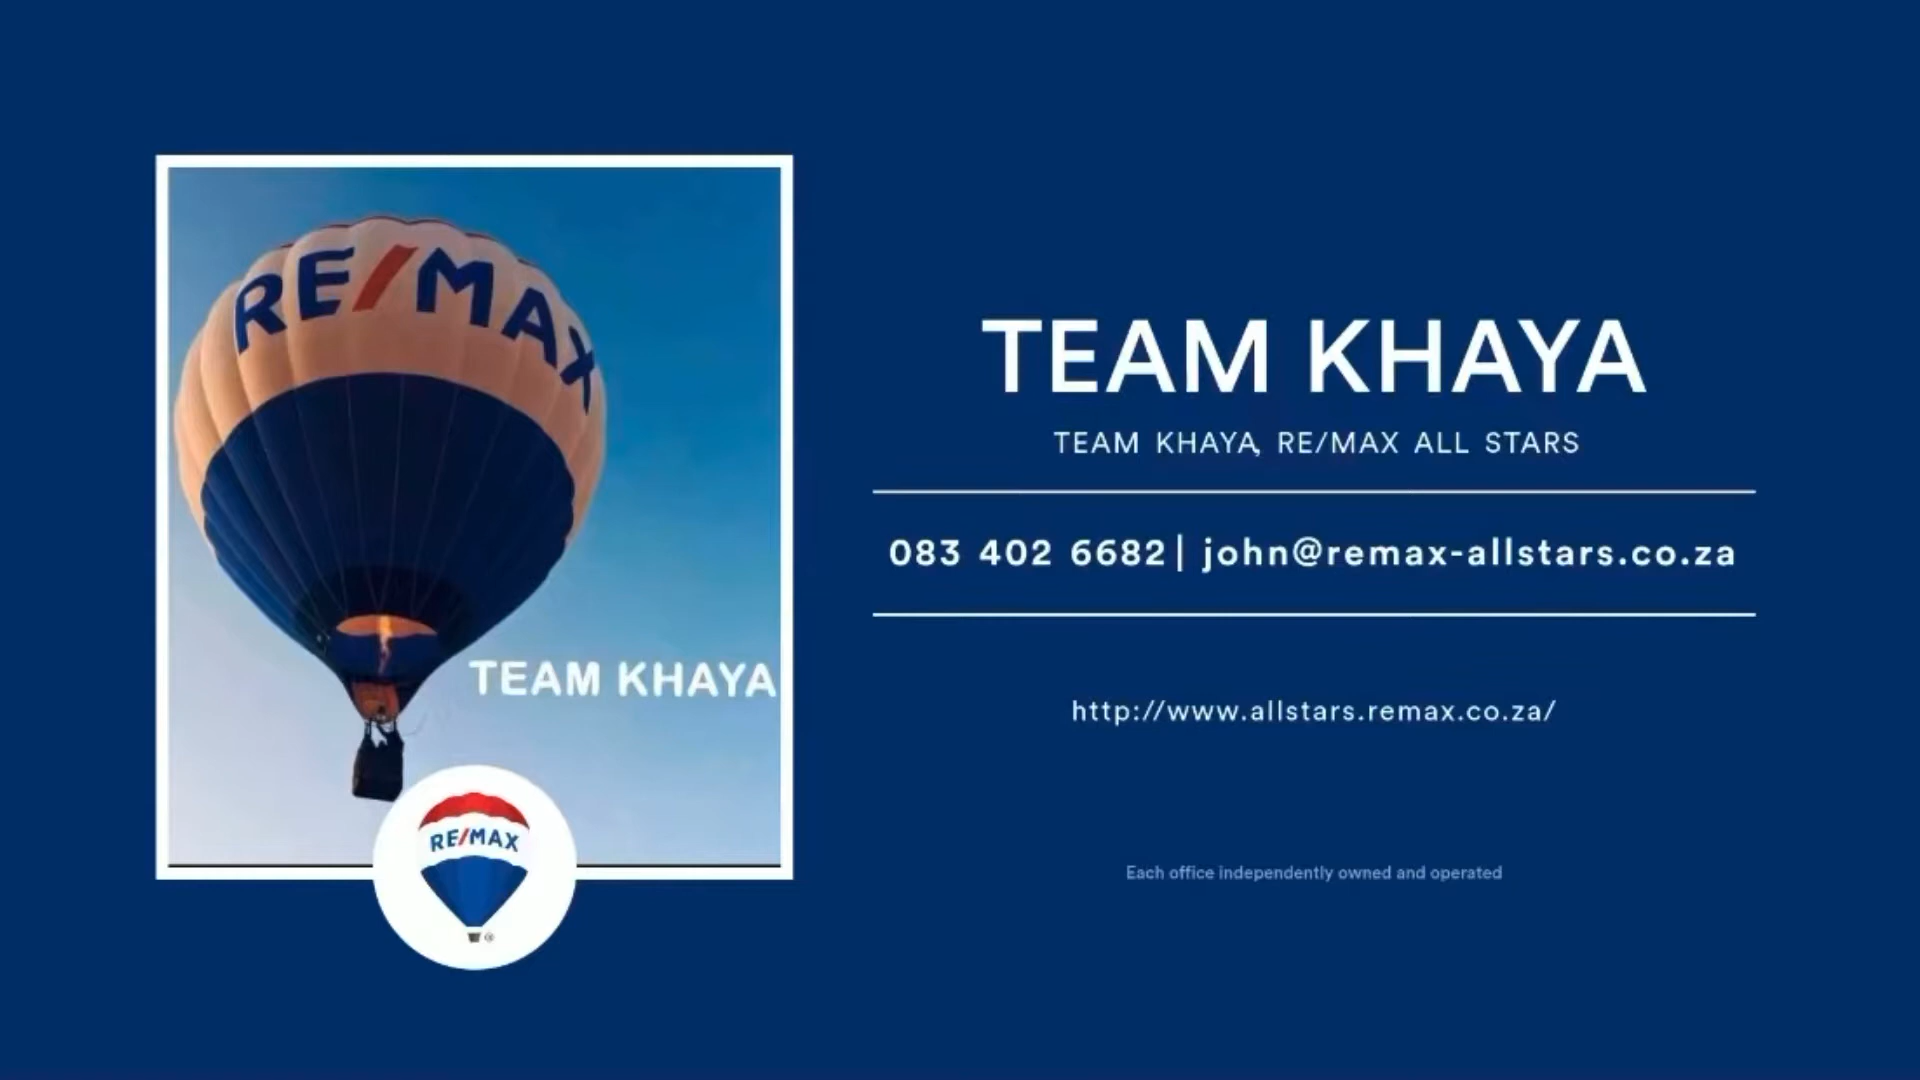 RE/MAX
TEAM KHAYA
RE/MAX
TEAM KHAYA
TEAM KHAYA, RE/MAX ALL STARS
083 402 6682 | john@remax-allstars.co.za
http://www.allstars.remax.co.za/
Each office independently owned and operated